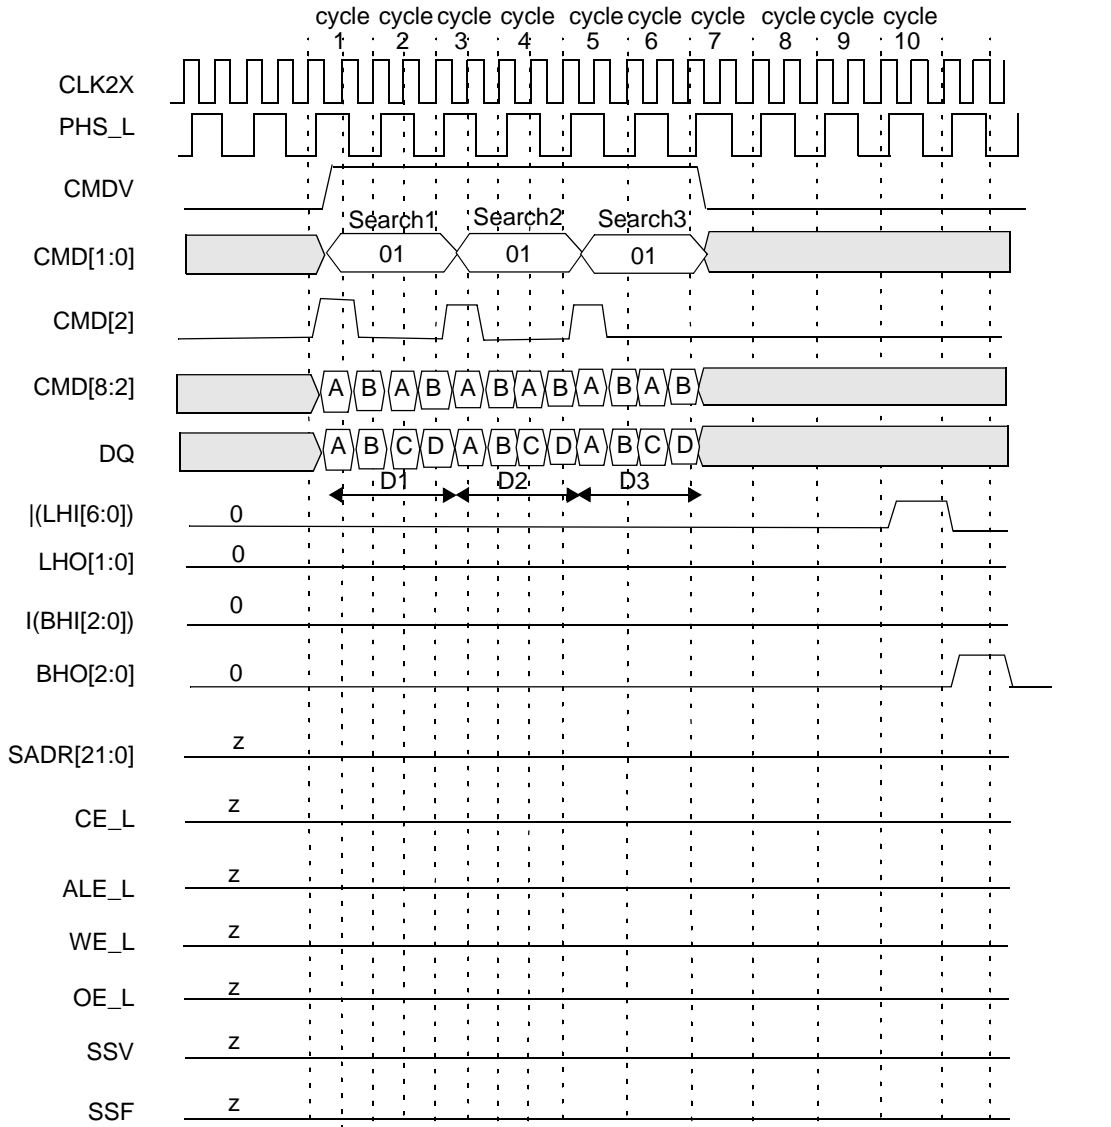 cycle cycle cycle cycle cycle cycle cycle cycle cycle cycle
1 2 3 4 5 6 7 8 9 10
CLK2X
PHS_L
CMDV
Search1 Search2 Search3
CMD[1:0] 01 01 01
CMD[2]
CMD[8:2] A B A B A B A B A B A B
DQ A B C D A B C D A B C D
D1 D2 D3
|(LHI[6:0]) 0
LHO[1:0] 0
I(BHI[2:0]) 0
BHO[2:0] 0
SADR[21:0] z
CE_L z
ALE_L z
WE_L z
OE_L z
SSV z
SSF z